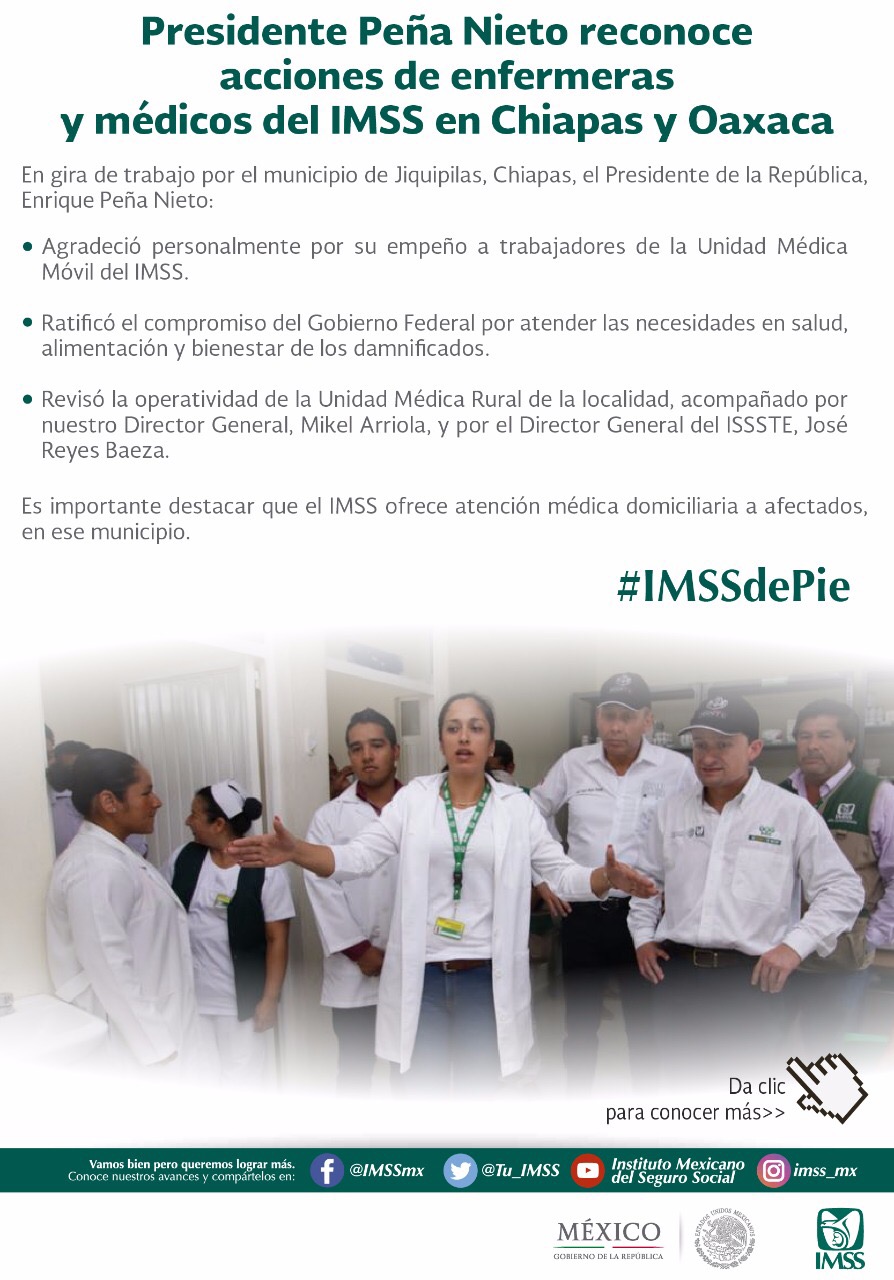 Presidente Peña Nieto reconoce
acciones de enfermeras
y médicos del IMSS en Chiapas y Oaxaca
En gira de trabajo por el municipio de Jiquipilas, Chiapas, el Presidente de la República,
Enrique Peña Nieto:
• Agradeció personalmente por su empeño a trabajadores de la Unidad Médica
Móvil del IMSS.
• Ratificó el compromiso del Gobierno Federal por atender las necesidades en salud,
alimentación y bienestar de los damnificados.
• Revisó la operatividad de la Unidad Médica Rural de la localidad, acompañado por
nuestro Director General, Mikel Arriola, y por el Director General del ISSSTE, José
Reyes Baeza.
Es importante destacar que el IMSS ofrece atención médica domiciliaria a afectados,
en ese municipio.
#IMSSdePie
Da clic
para conocer más>>
Vamos bien pero queremos lograr más.
Conoce nuestros avances y compártelos en:
@IMSSmx
@Tu_IMSS
Instituto Mexicano
del Seguro Social
imss_mx
MÉXICO
GOBIERNO DE LA REPÚBLICA
ESTADOS UNIDOS MEXICANOS
IMSS